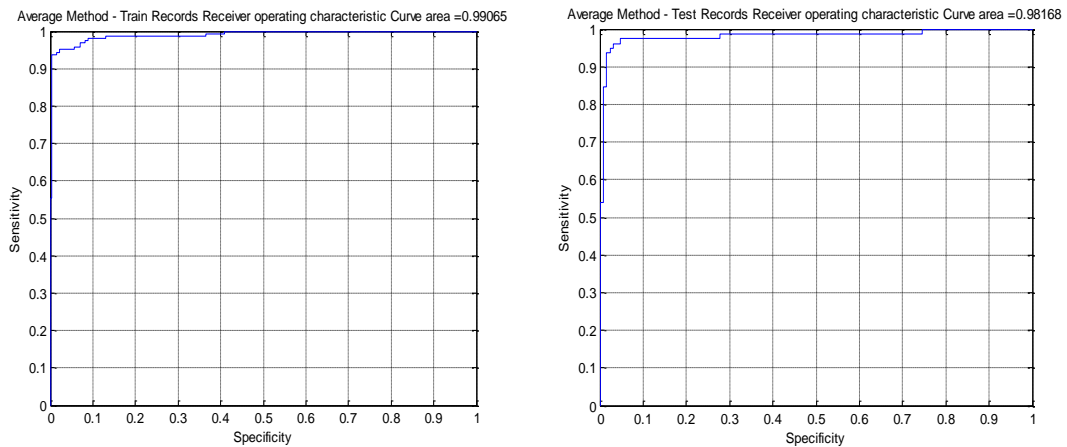 Average Method - Train Records Receiver operating characteristic Curve area =0.99065
1
0.9
0.8
0.7
0.6
0.5
0.4
0.3
0.2
0.1
0
Sensitivity
0 0.1 0.2 0.3 0.4 0.5 0.6 0.7 0.8 0.9 1
Specificity
Average Method - Test Records Receiver operating characteristic Curve area =0.98168
1
0.9
0.8
0.7
0.6
0.5
0.4
0.3
0.2
0.1
0
Sensitivity
0 0.1 0.2 0.3 0.4 0.5 0.6 0.7 0.8 0.9 1
Specificity